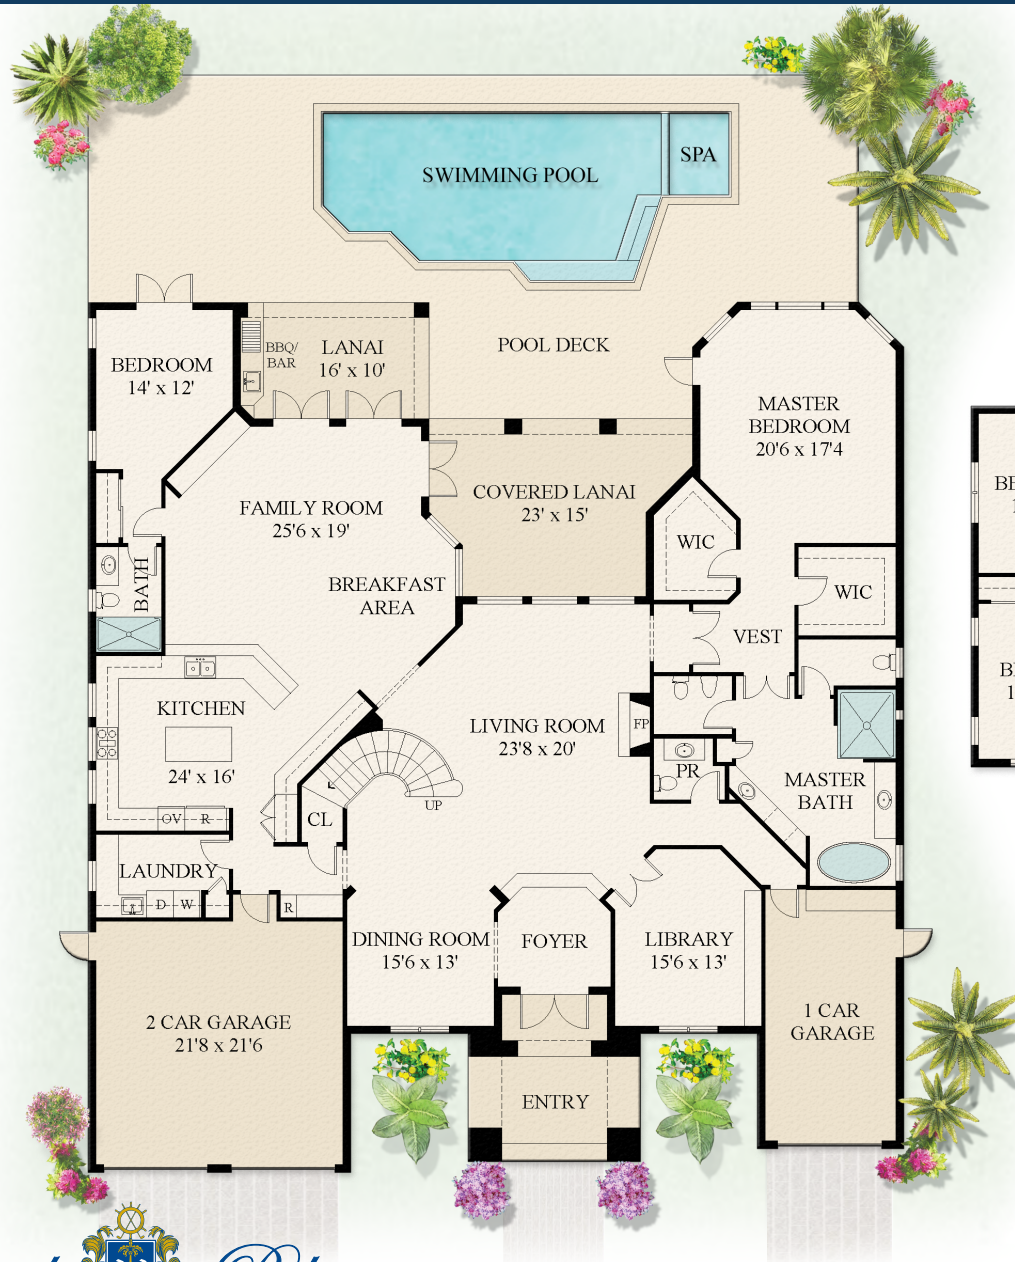 SWIMMING POOL
SPA
POOL DECK
BEDROOM
14' x 12'
BBQ/
BAR
LANAI
16' x 10'
MASTER
BEDROOM
20'6 x 17'4
FAMILY ROOM
25'6 x 19'
COVERED LANAI
23' x 15'
WIC
WIC
BATH
BREAKFAST
AREA
VEST
KITCHEN
24' x 16'
LIVING ROOM
23'8 x 20'
FP
PR
MASTER
BATH
UP
CL
OV
R
LAUNDRY
D
W
R
DINING ROOM
15'6 x 13'
FOYER
LIBRARY
15'6 x 13'
2 CAR GARAGE
21'8 x 21'6
1 CAR
GARAGE
ENTRY